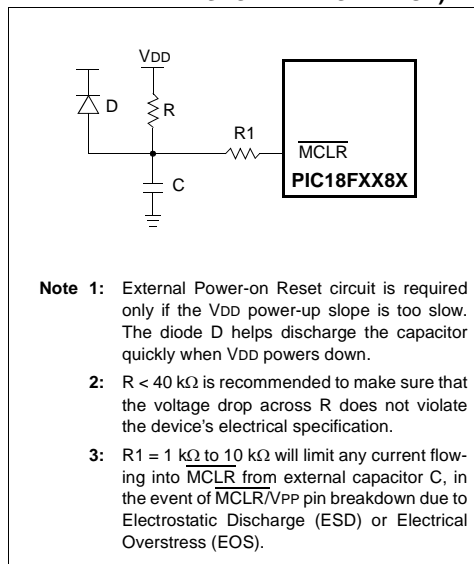 VDD
D
R
R1
MCLR
C
PIC18FXX8X
Note 1: External Power-on Reset circuit is required
only if the VDD power-up slope is too slow.
The diode D helps discharge the capacitor
quickly when VDD powers down.
2: R < 40 kΩ is recommended to make sure that
the voltage drop across R does not violate
the device's electrical specification.
3: R1 = 1 kΩ to 10 kΩ will limit any current flow-
ing into MCLR from external capacitor C, in
the event of MCLR/VPP pin breakdown due to
Electrostatic Discharge (ESD) or Electrical
Overstress (EOS).